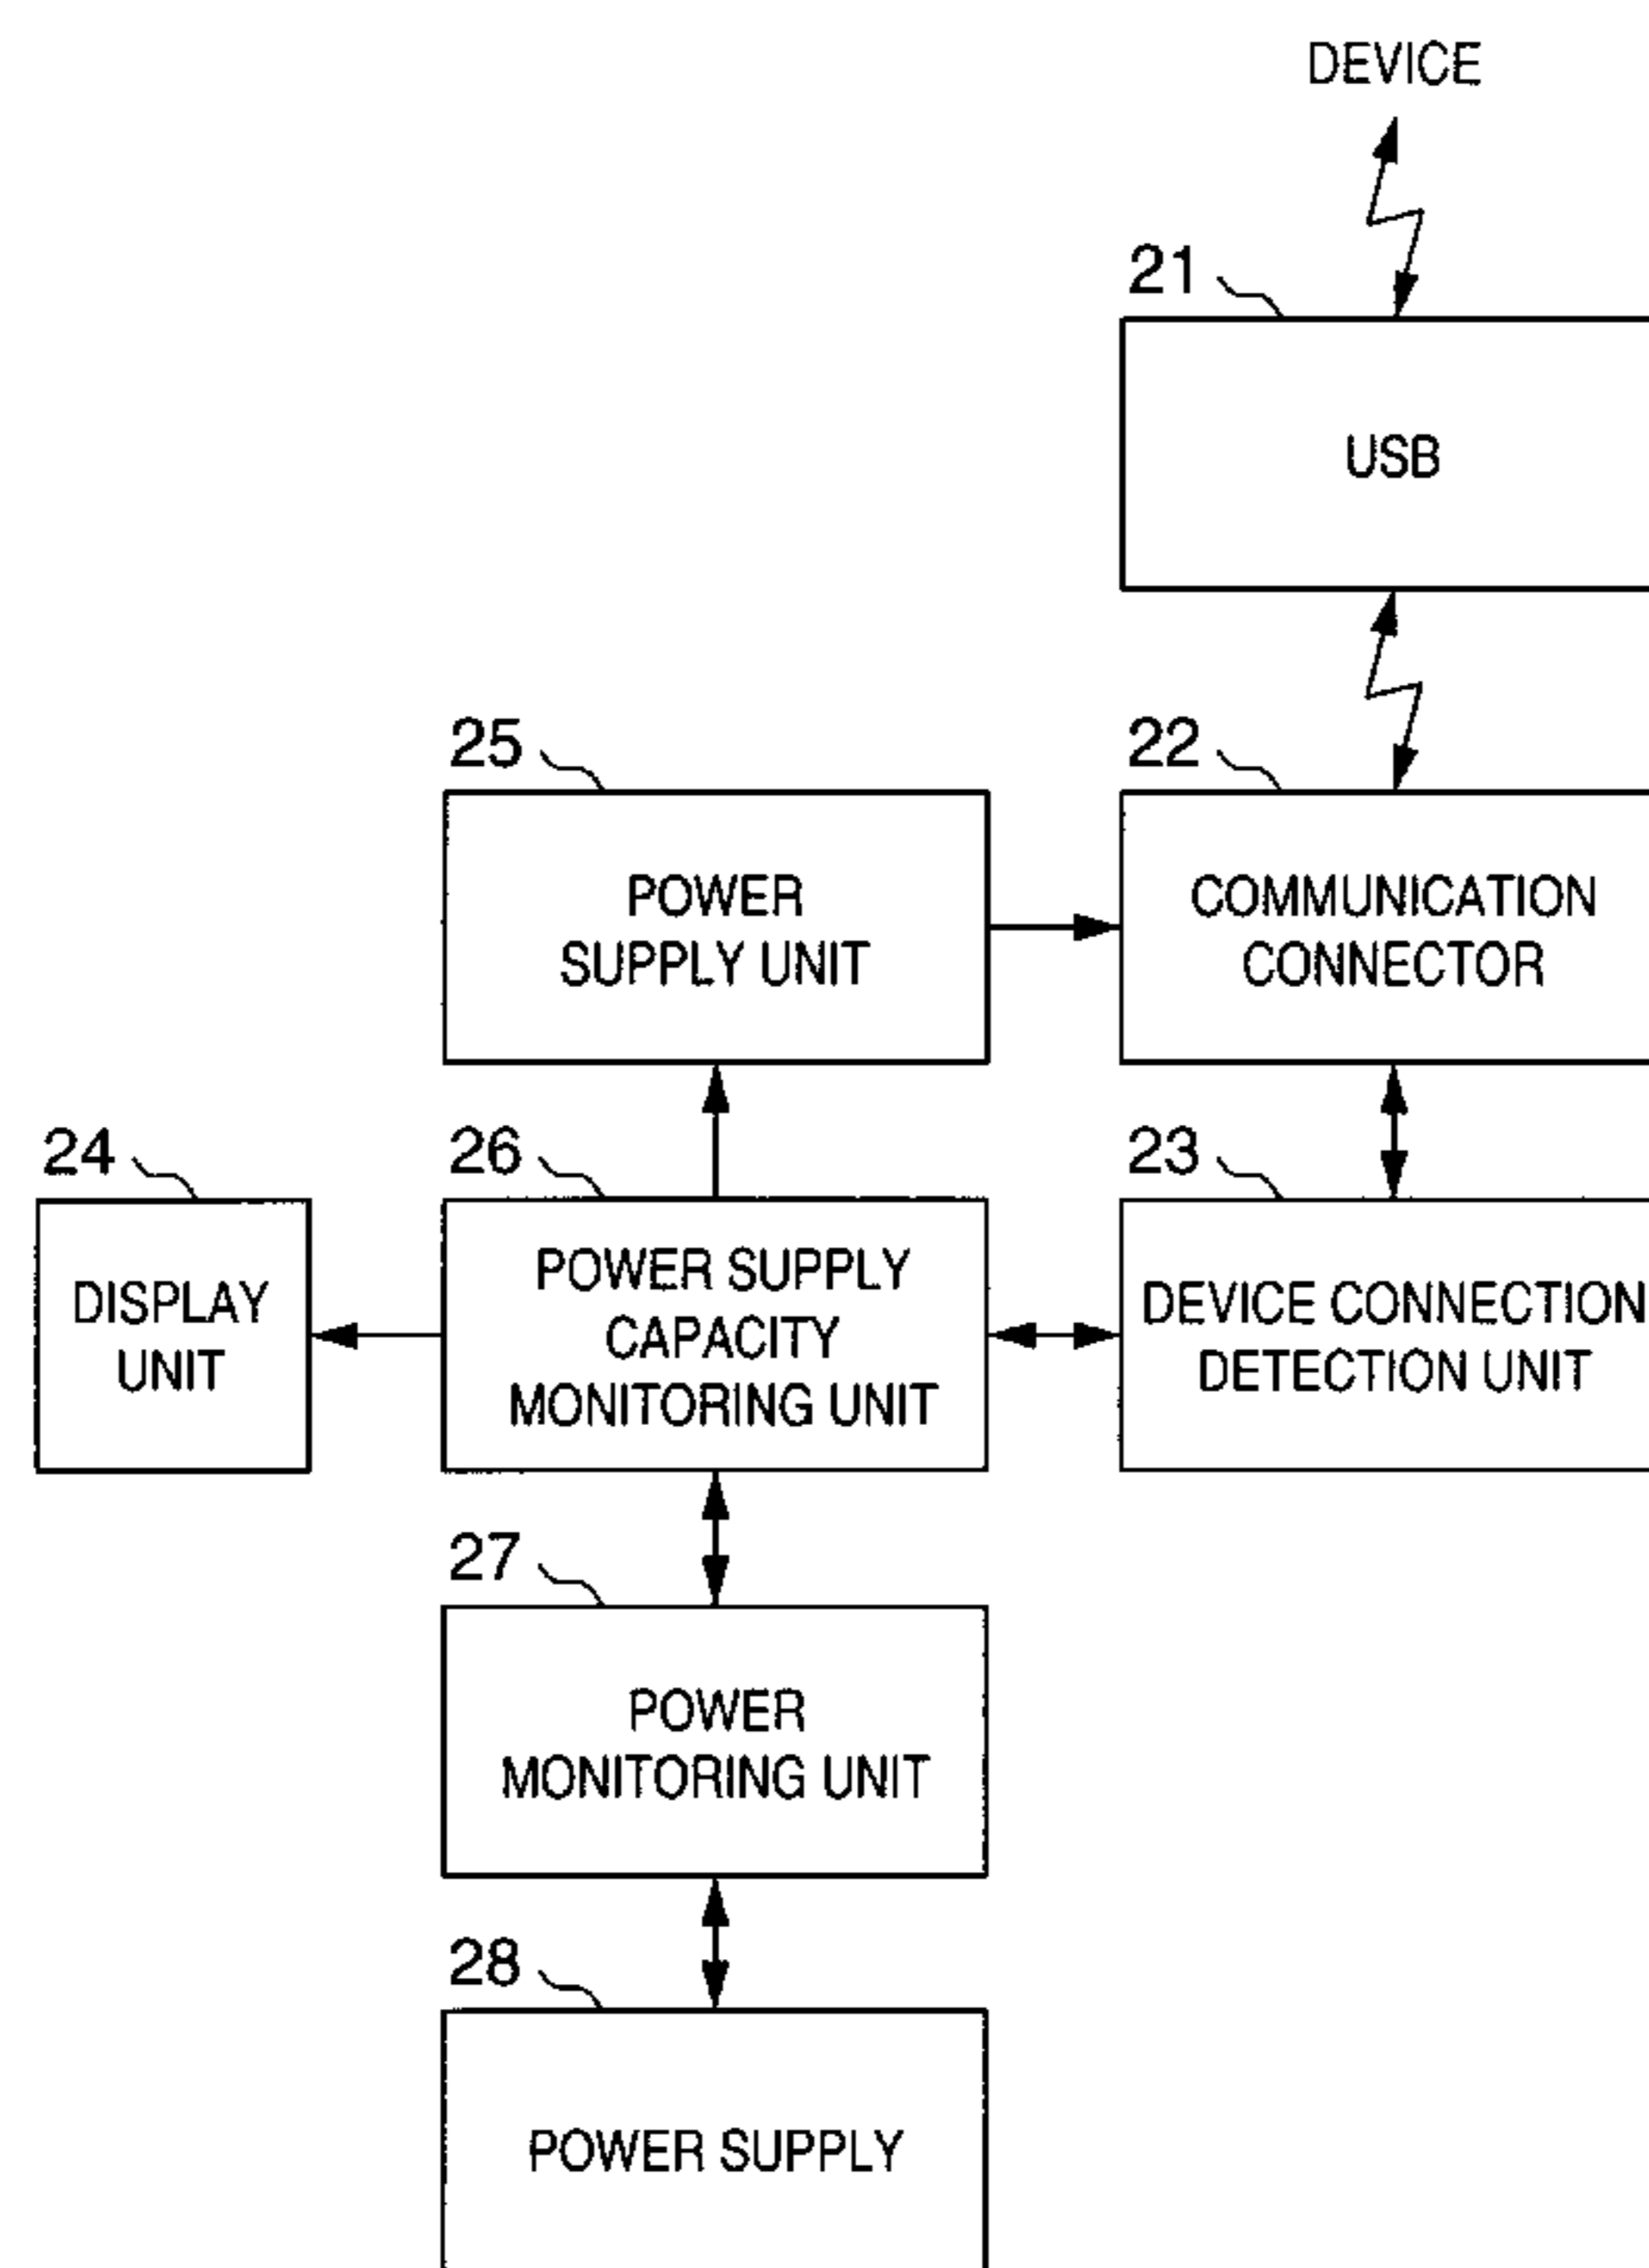 DEVICE
21
USB
25
POWER
SUPPLY UNIT
22
COMMUNICATION
CONNECTOR
24
DISPLAY
UNIT
26
POWER SUPPLY
CAPACITY
MONITORING UNIT
23
DEVICE CONNECTION
DETECTION UNIT
27
POWER
MONITORING UNIT
28
POWER SUPPLY